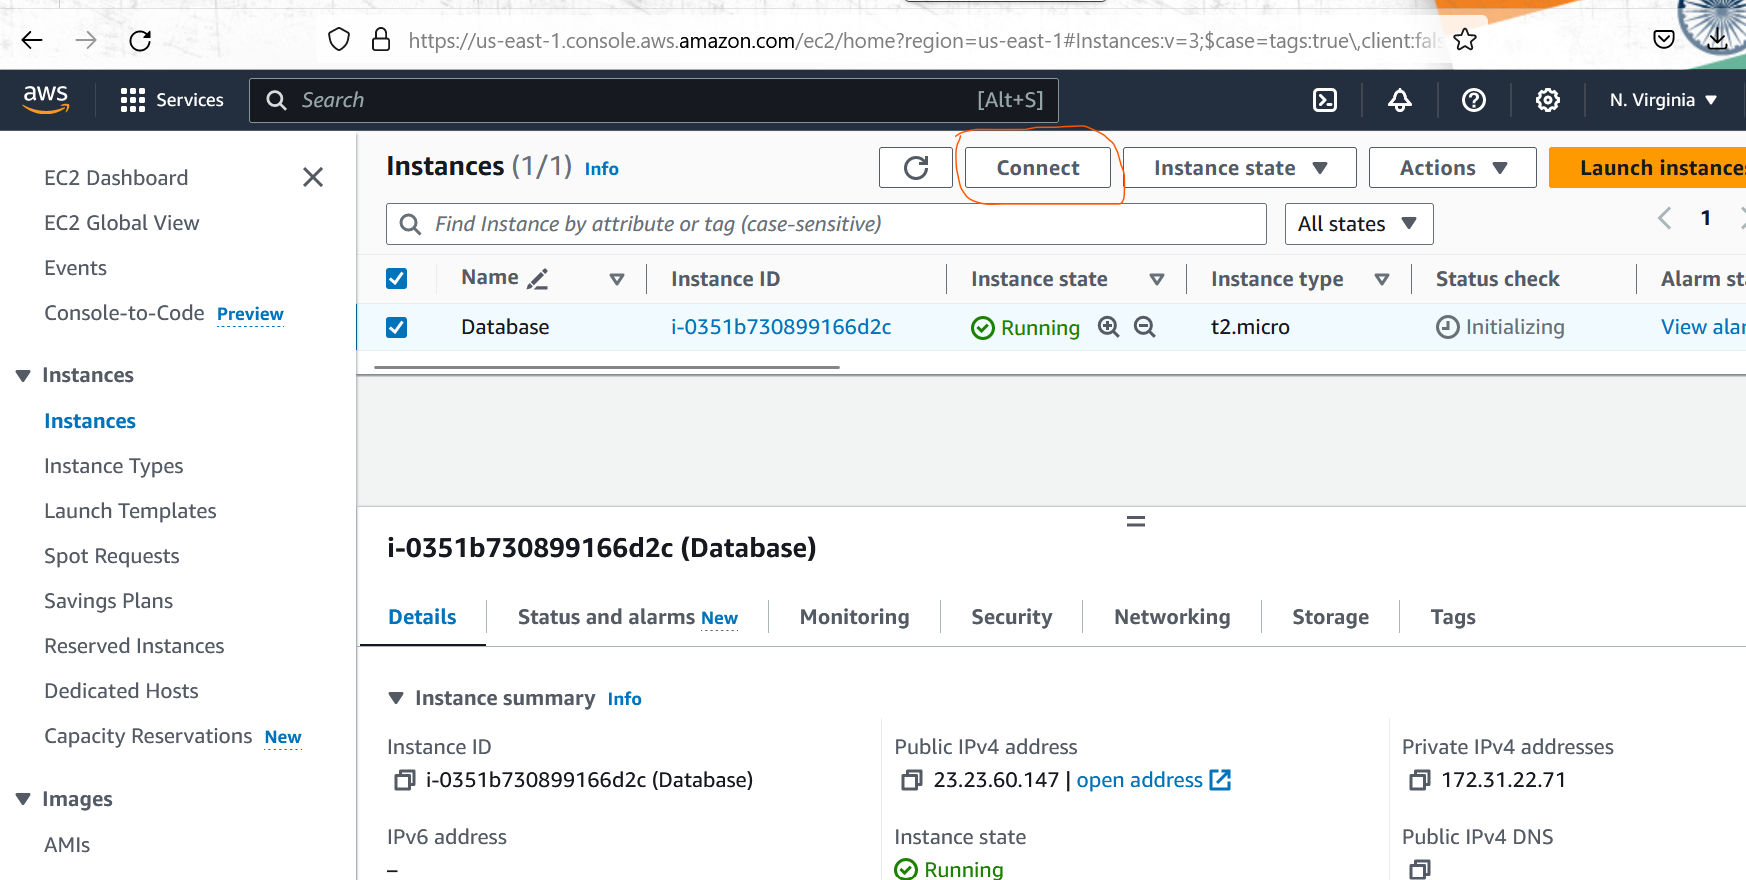 https://us-east-1.console.aws.amazon.com/ec2/home?region=us-east-1#Instances:v=3;$case=tags:true\,client:fals
aws Services Search [Alt+S] N. Virginia
EC2 Dashboard
EC2 Global View
Events
Console-to-Code Preview
Instances
Instances
Instance Types
Launch Templates
Spot Requests
Savings Plans
Reserved Instances
Dedicated Hosts
Capacity Reservations New
Images
AMIs
Instances (1/1) Info Connect Instance state Actions Launch instances
Find Instance by attribute or tag (case-sensitive) All states 1
Name Instance ID Instance state Instance type Status check Alarm st
Database i-0351b730899166d2c Running t2.micro Initializing View alar
i-0351b730899166d2c (Database)
Details Status and alarms New Monitoring Security Networking Storage Tags
Instance summary Info
Instance ID Public IPv4 address Private IPv4 addresses
i-0351b730899166d2c (Database) 23.23.60.147 | open address 172.31.22.71
IPv6 address Instance state Public IPv4 DNS
– Running